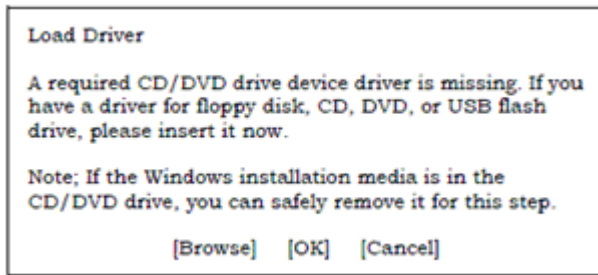 Load Driver
A required CD/DVD drive device driver is missing. If you
have a driver for floppy disk, CD, DVD, or USB flash
drive, please insert it now.
Note; If the Windows installation media is in the
CD/DVD drive, you can safely remove it for this step.
[Browse] [OK] [Cancel]